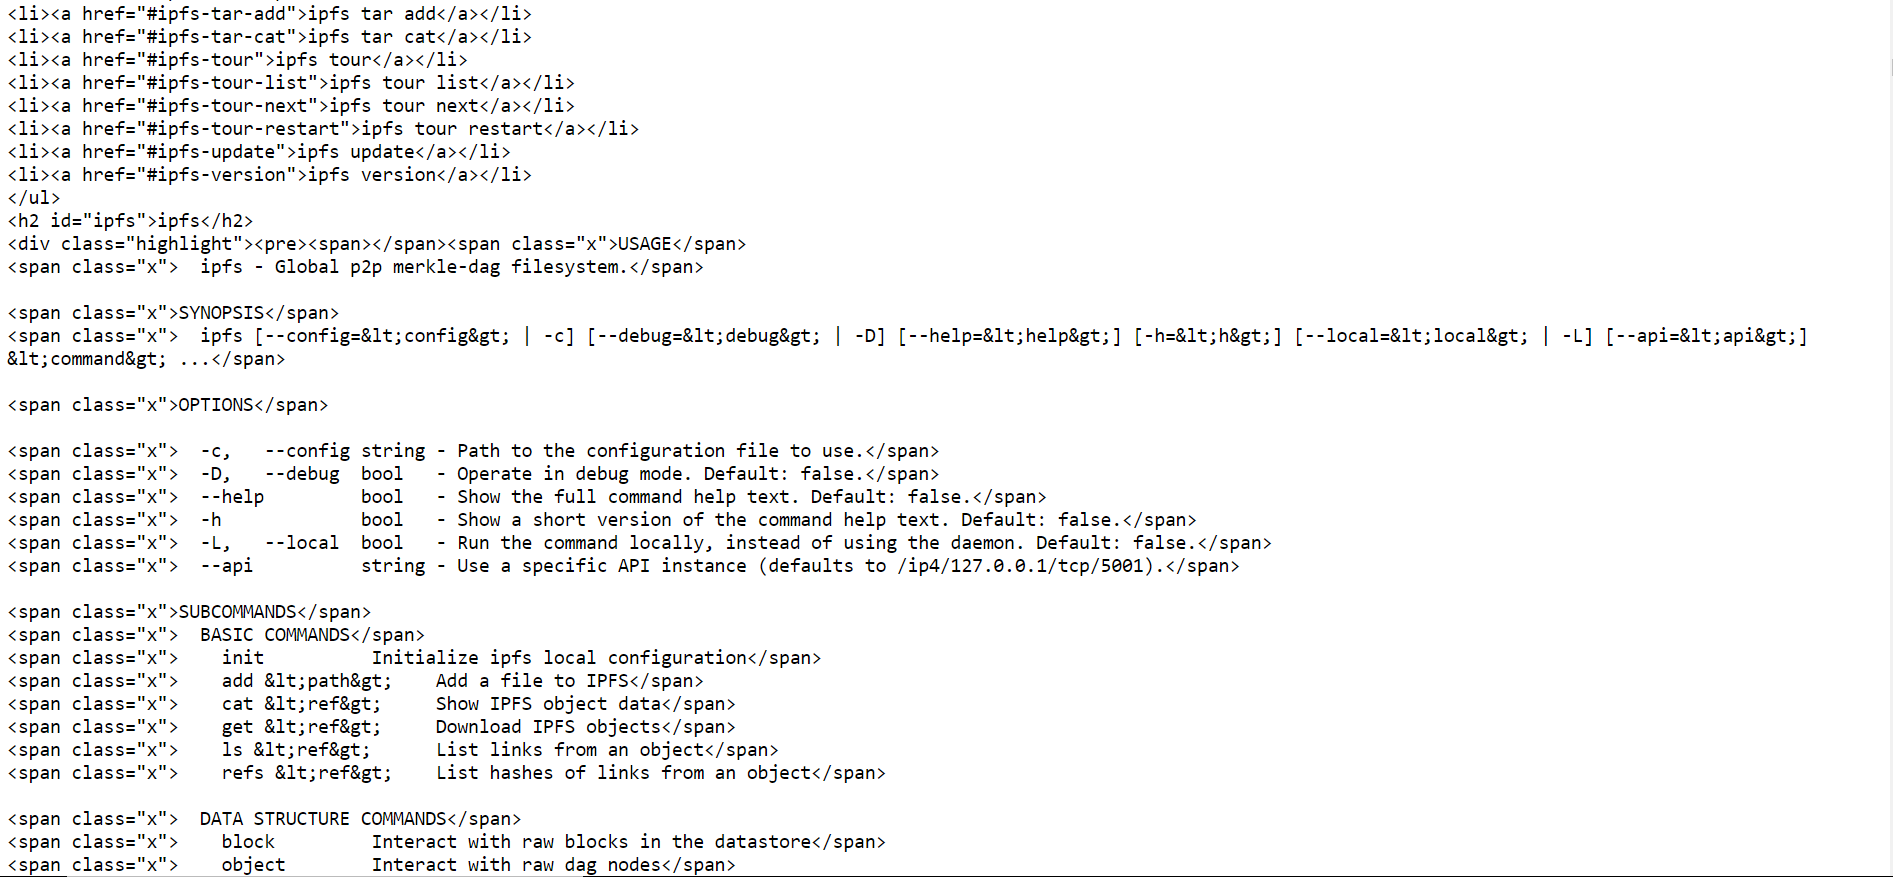 <li><a href="#ipfs-tar-add">ipfs tar add</a></li>
<li><a href="#ipfs-tar-cat">ipfs tar cat</a></li>
<li><a href="#ipfs-tour">ipfs tour</a></li>
<li><a href="#ipfs-tour-list">ipfs tour list</a></li>
<li><a href="#ipfs-tour-next">ipfs tour next</a></li>
<li><a href="#ipfs-tour-restart">ipfs tour restart</a></li>
<li><a href="#ipfs-update">ipfs update</a></li>
<li><a href="#ipfs-version">ipfs version</a></li>
</ul>
<h2 id="ipfs">ipfs</h2>
<div class="highlight"><pre><span></span><span class="x">USAGE</span>
<span class="x">  ipfs - Global p2p merkle-dag filesystem.</span>

<span class="x">SYNOPSIS</span>
<span class="x">  ipfs [--config=&lt;config&gt; | -c] [--debug=&lt;debug&gt; | -D] [--help=&lt;help&gt;] [-h=&lt;h&gt;] [--local=&lt;local&gt; | -L] [--api=&lt;api&gt;]
&lt;command&gt; ...</span>

<span class="x">OPTIONS</span>

<span class="x">  -c,   --config string - Path to the configuration file to use.</span>
<span class="x">  -D,   --debug  bool   - Operate in debug mode. Default: false.</span>
<span class="x">  --help         bool   - Show the full command help text. Default: false.</span>
<span class="x">  -h             bool   - Show a short version of the command help text. Default: false.</span>
<span class="x">  -L,   --local  bool   - Run the command locally, instead of using the daemon. Default: false.</span>
<span class="x">  --api          string - Use a specific API instance (defaults to /ip4/127.0.0.1/tcp/5001).</span>

<span class="x">SUBCOMMANDS</span>
<span class="x">  BASIC COMMANDS</span>
<span class="x">    init          Initialize ipfs local configuration</span>
<span class="x">    add &lt;path&gt;    Add a file to IPFS</span>
<span class="x">    cat &lt;ref&gt;     Show IPFS object data</span>
<span class="x">    get &lt;ref&gt;     Download IPFS objects</span>
<span class="x">    ls &lt;ref&gt;      List links from an object</span>
<span class="x">    refs &lt;ref&gt;    List hashes of links from an object</span>

<span class="x">  DATA STRUCTURE COMMANDS</span>
<span class="x">    block         Interact with raw blocks in the datastore</span>
<span class="x">    object        Interact with raw dag nodes</span>